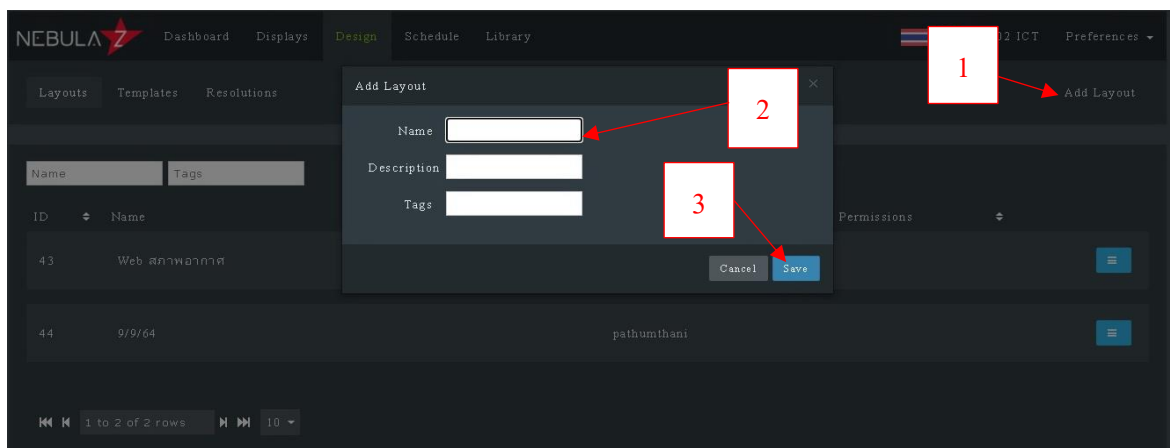 NEBULA Z Dashboard Displays Design Schedule Library 02 ICT Preferences
1
Layouts Templates Resolutions Add Layout × Add Layout
2
Name
Description
Name Tags
Tags
3
ID Name Permissions
43 Web สภาพอากาศ
Cancel Save
44 9/9/64 pathumthani
1 to 2 of 2 rows 10